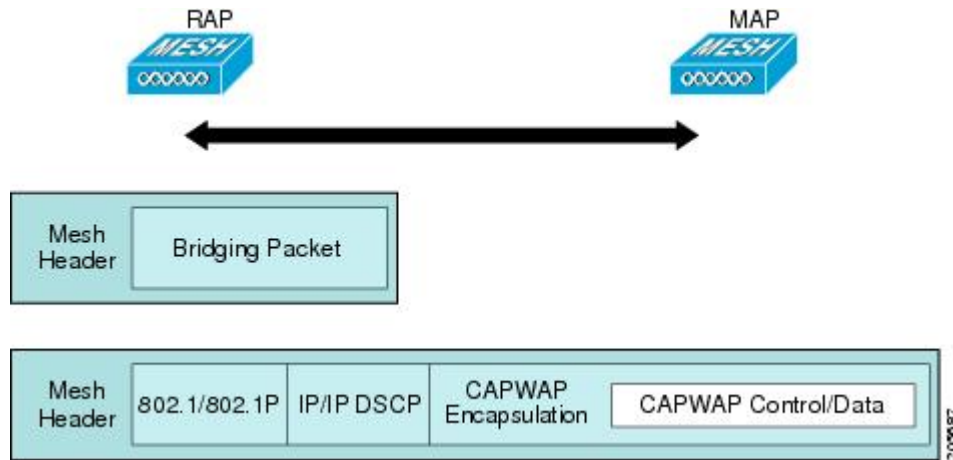 RAP
MAP
MESH
MESH
Mesh
Header
Bridging Packet
Mesh
Header
802.1/802.1P
IP/IP DSCP
CAPWAP
Encapsulation
CAPWAP Control/Data